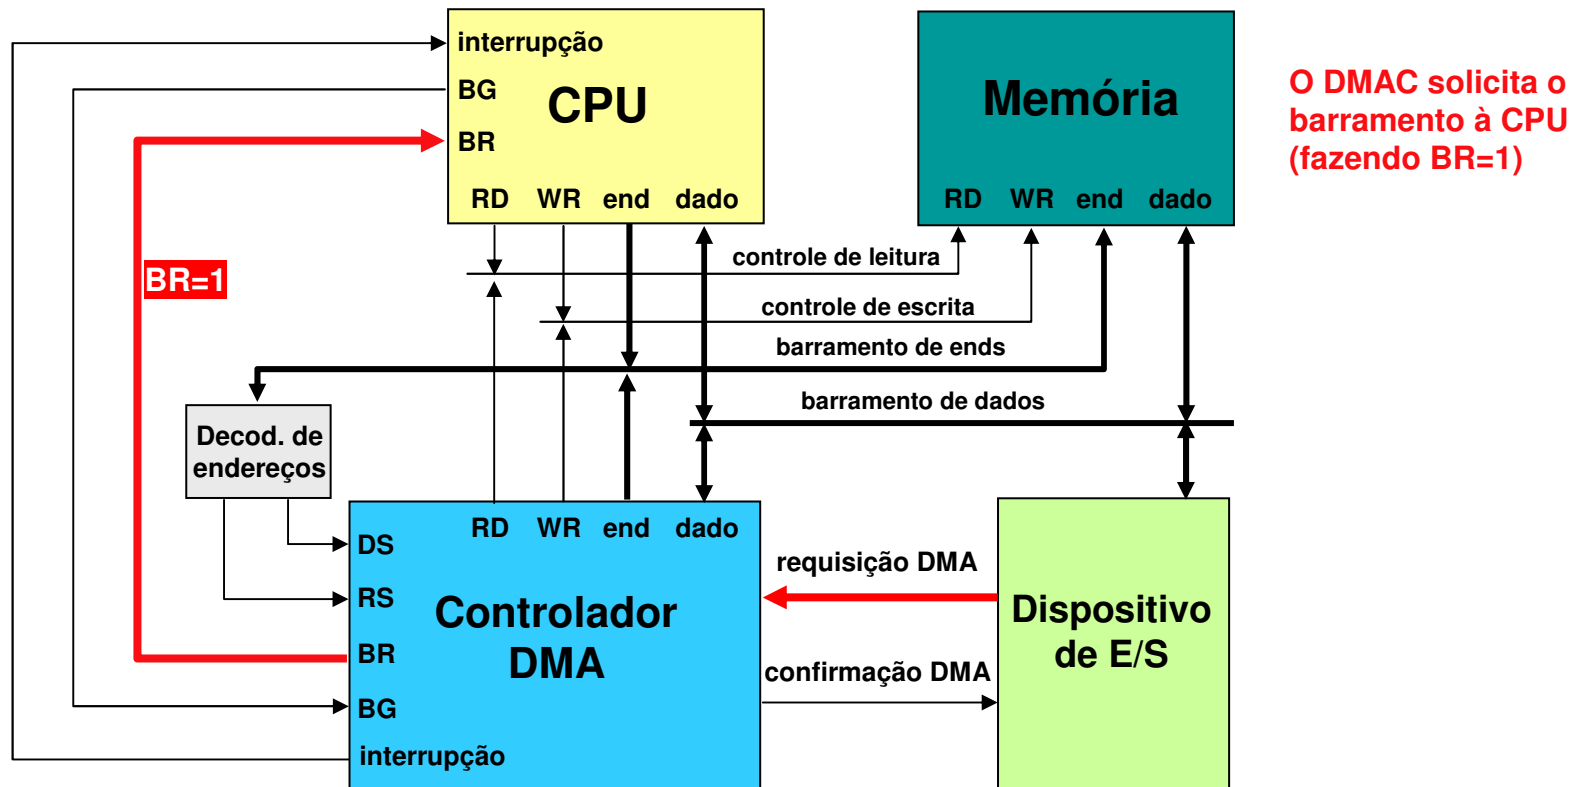 interrupção
BG
CPU
BR
RD WR end dado
Memória
RD WR end dado
O DMAC solicita o
barramento à CPU
(fazendo BR=1)
BR=1
controle de leitura
controle de escrita
barramento de ends
barramento de dados
Decod. de
endereços
RD WR end dado
DS
RS
Controlador
DMA
BR
BG
interrupção
requisição DMA
confirmação DMA
Dispositivo
de E/S